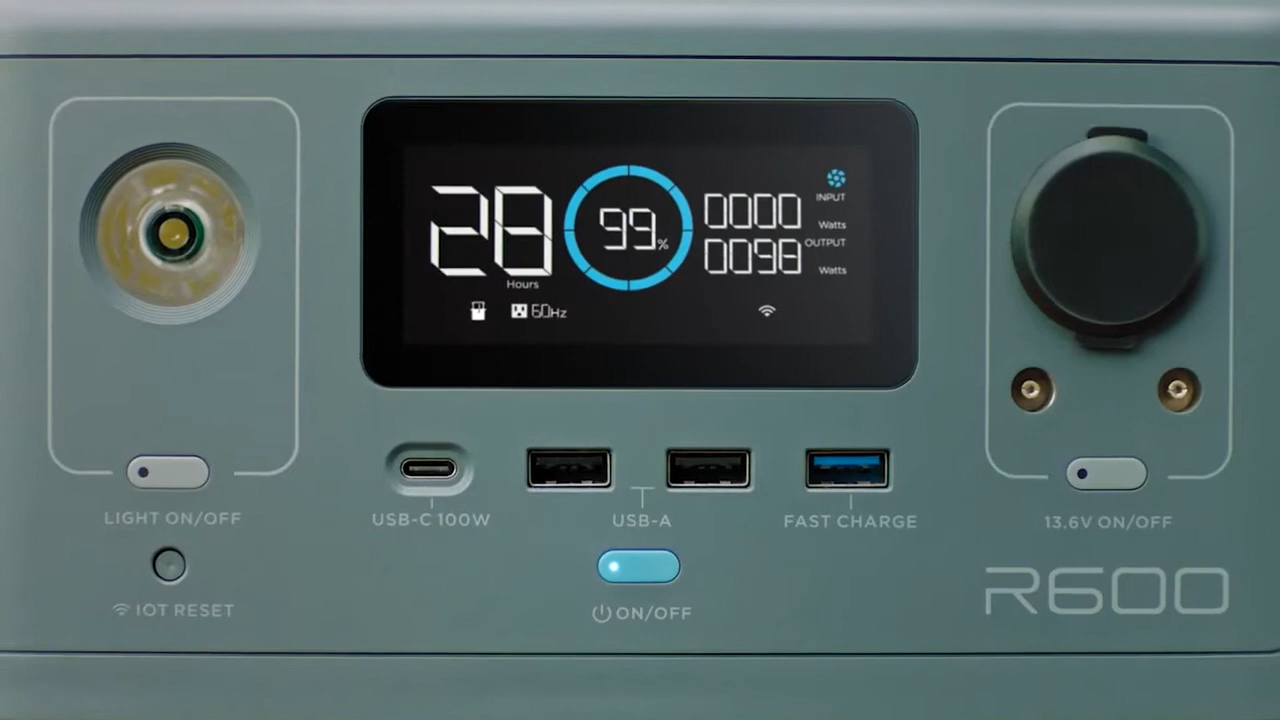 28
Hours
99%
INPUT
0000 Watts
OUTPUT
0098 Watts
60Hz
USB-C 100W
USB-A
FAST CHARGE
LIGHT ON/OFF
13.6V ON/OFF
IOT RESET
ON/OFF
R600